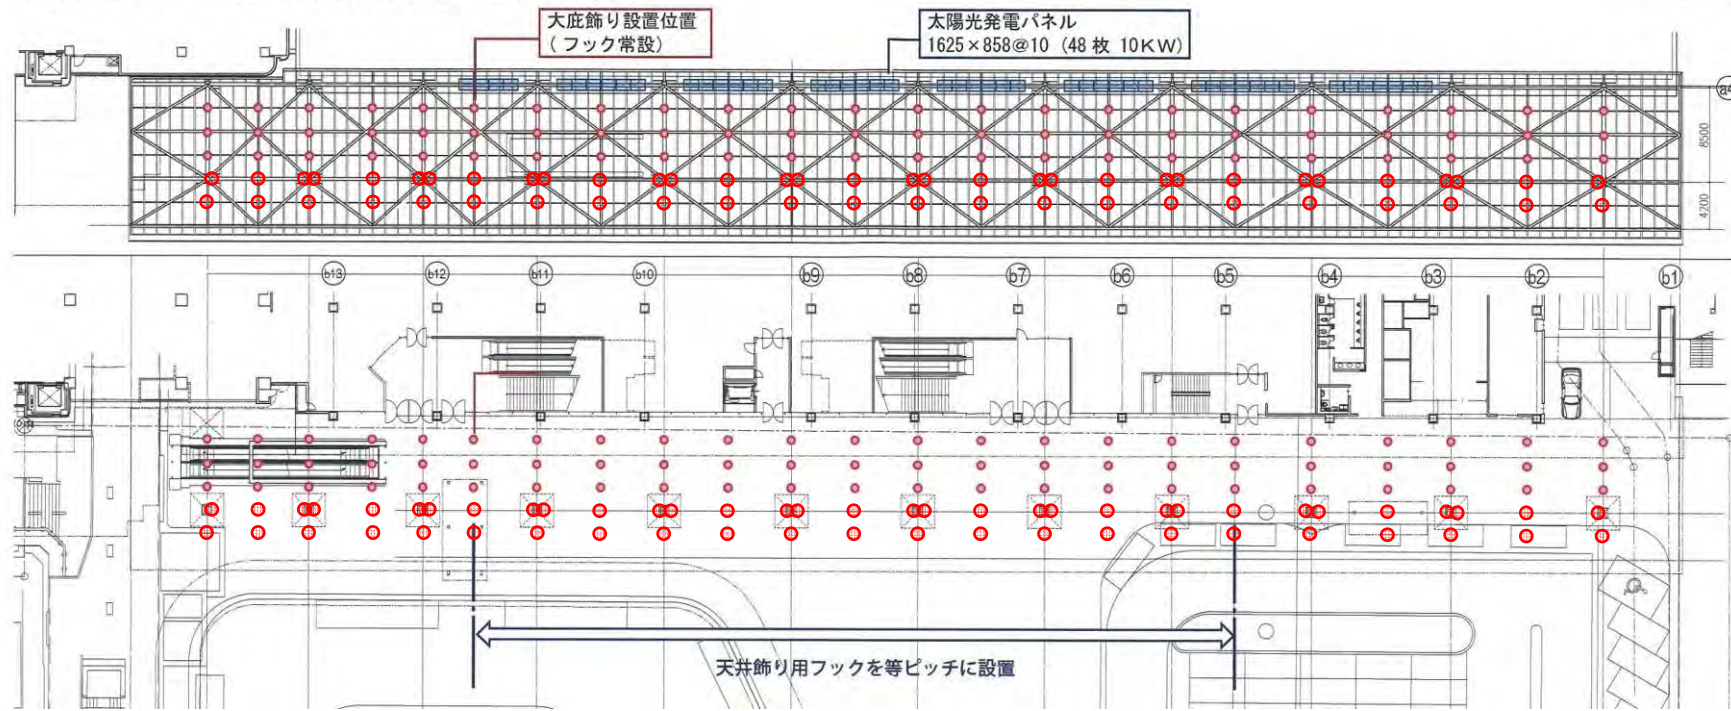 大庇飾り設置位置
( フック常設)
太陽光発電パネル
1625×858@10 (48 枚 10KW)
a4
8500
4200
b13 b12 b11 b10 b9 b8 b7 b6 b5 b4 b3 b2 b1
天井飾り用フックを等ピッチに設置